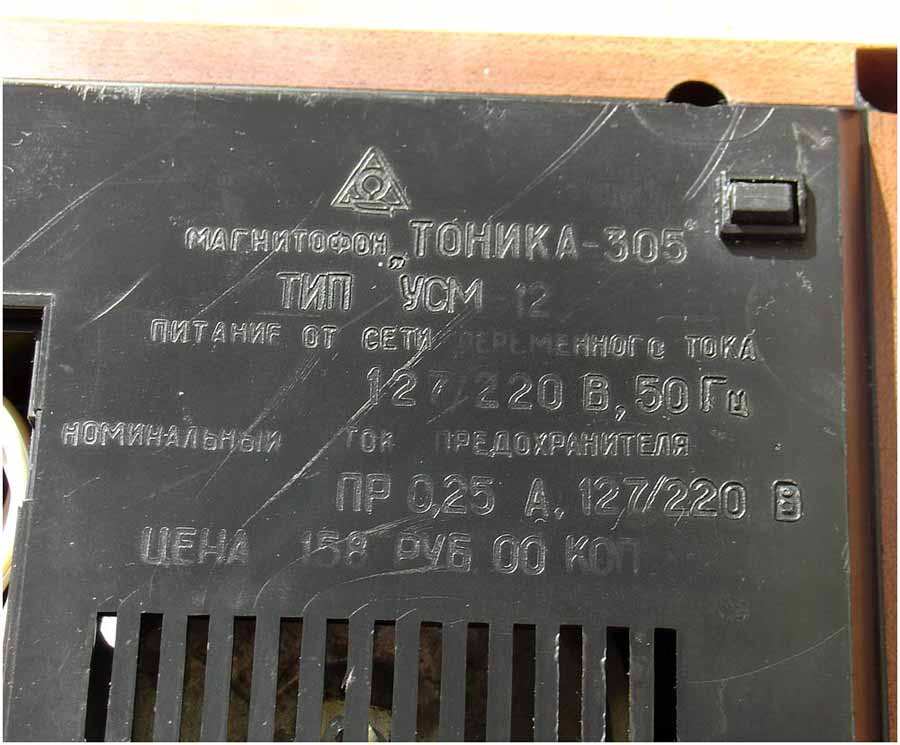 МАГНИТОФОН „ТОНИКА-305"
ТИП УСМ-12
ПИТАНИЕ ОТ СЕТИ ПЕРЕМЕННОГО ТОКА
127/220 В, 50 Гц
НОМИНАЛЬНЫЙ ТОК ПРЕДОХРАНИТЕЛЯ
ПР 0,25 А. 127/220 В
ЦЕНА 158 РУБ 00 КОП